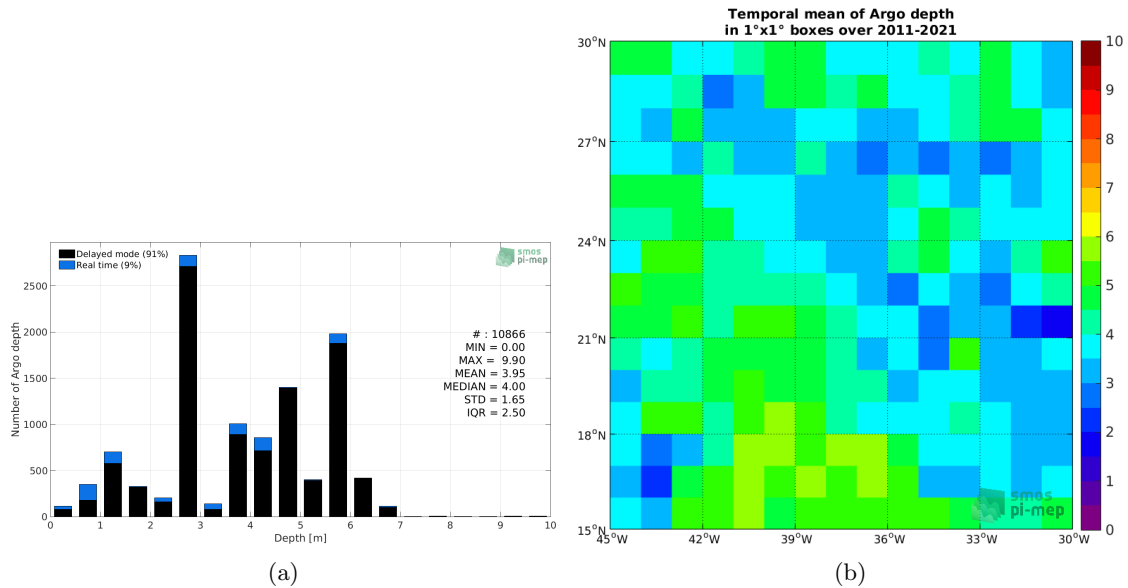 Delayed mode (91%)
Real time (9%)
smos
pi-mep
# : 10866
MIN = 0.00
MAX = 9.90
MEAN = 3.95
MEDIAN = 4.00
STD = 1.65
IQR = 2.50
Number of Argo depth
2500
2000
1500
1000
500
0
0 1 2 3 4 5 6 7 8 9 10
Depth [m]
(a)
Temporal mean of Argo depth
in 1°x1° boxes over 2011-2021
30°N
27°N
24°N
21°N
18°N
15°N
45°W 42°W 39°W 36°W 33°W 30°W
smos
pi-mep
10
9
8
7
6
5
4
3
2
1
0
(b)